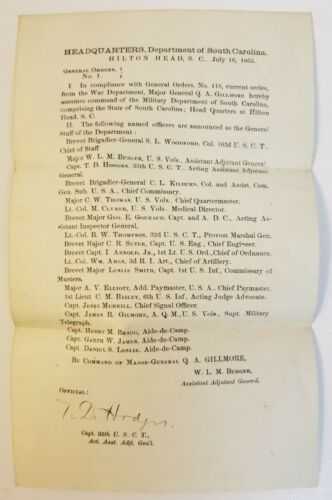 HEADQUARTERS, Department of South Carolina.
HILTON HEAD, S. C., July 18, 1865.
GENERAL ORDERS,
No. 1.
I. In compliance with General Orders, No. 118, current series,
from the War Department, Major General Q. A. GILLMORE hereby
assumes command of the Military Department of South Carolina,
comprising the State of South Carolina; Head Quarters at Hilton
Head, S. C.
II. The following named officers are announced as the General
Staff of the Department:
Brevet Brigadier-General S. L. WOODFORD, Col. 103d U. S. C. T.,
Chief of Staff.
Major W. L. M. BURGER, U. S. Vols., Assistant Adjutant General
Capt. T. D. HODGES, 35th U. S. C. T., Acting Assistant Adjutant
General.
Brevet Brigadier-General C. L. KILBURN, Col. and Assist. Com.
Gen. Sub. U. S. A., Chief Commissary.
Major C. W. THOMAS, U. S. Vols., Chief Quartermaster.
Lt.-Col. M. CLYMER, U. S. Vols., Medical Director.
Brevet Major GEO. E. GOURAUD, Capt. and A. D. C., Acting As-
sistant Inspector General,
Lt.-Col. B. W. THOMPSON, 32d U. S. C. T., Provost Marshal Gen.
Brevet Major C. R. SUTER, Capt. U. S. Eng., Chief Engineer.
Brevet Capt. I. ARNOLD, JR., 1st Lt. U. S. Ord., Chief of Ordnance.
Lt.-Col. WM. AMES, 3d R. I. Art., Chief of Artillery.
Brevet Major LESLIE SMITH, Capt. 1st U. S. Inf., Commissary of
Musters.
Major A. V. ELLIOTT, Add. Paymaster, U. S. A., Chief Paymaster.
1st Lieut. C. M. BAILEY, 6th U. S. Inf. Acting Judge Advocate.
Capt. JESSE MERRILL, Chief Signal Officer.
Capt. JAMES R. GILMORE, A. Q. M., U. S. Vols., Supt. Military
Telegraph.
Capt. HENRY M. BRAGG, Aide-de-Camp.
Capt. GARTH W. JAMES, Aide-de-Camp.
Capt. DANIEL S. LESLIE, Aide-de-Camp.
BY COMMAND OF MAJOR-GENERAL Q. A. GILLMORE,
W. L. M. BURGER,
Assistant Adjutant General.
OFFICIAL:
T. D. Hodges.
Capt. 35th U. S. C. T.,
Act. Asst. Adjt. Gen'l.